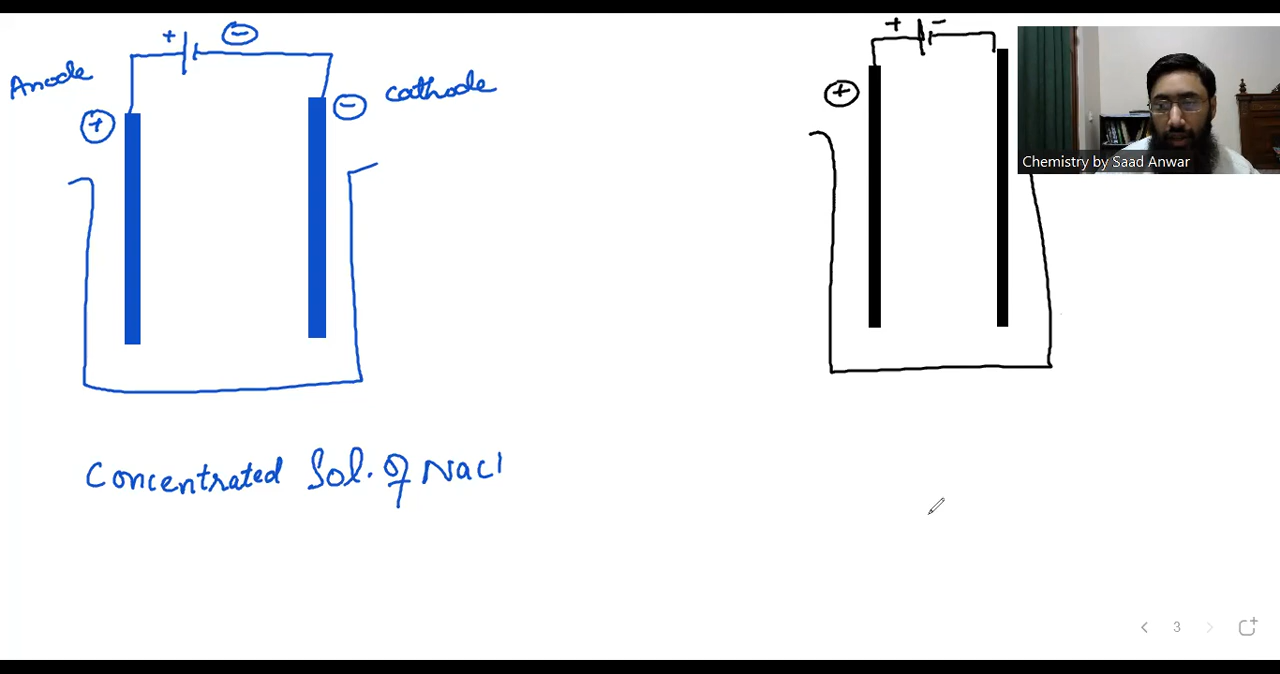 + −
Anode
+
− cathode
+ −
+
Chemistry by Saad Anwar
Concentrated Sol. of NaCl
3